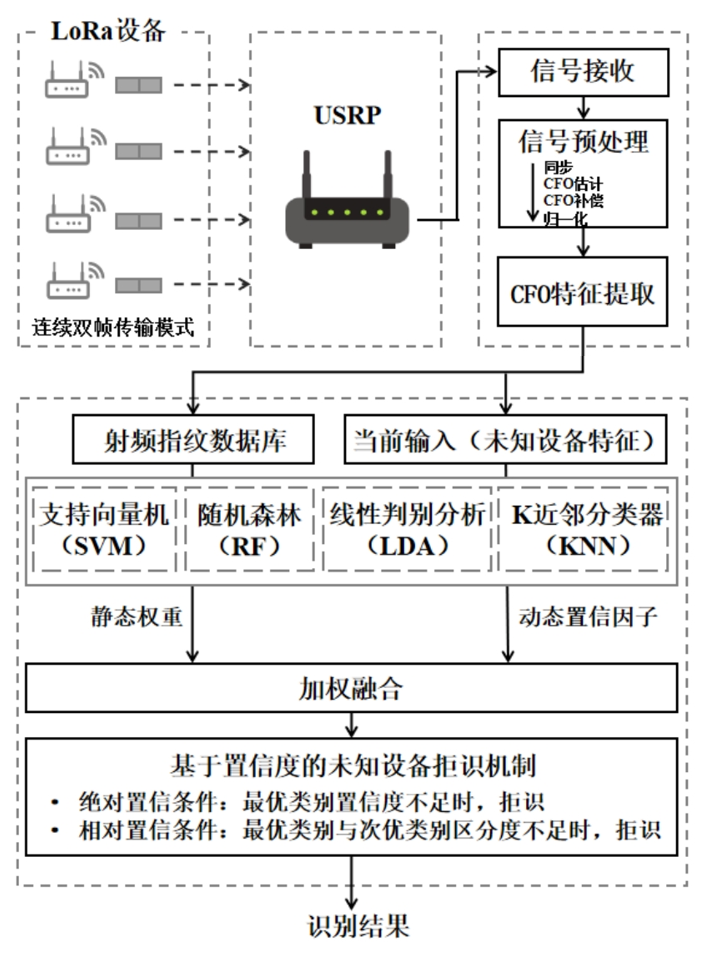 LoRa设备
USRP
连续双帧传输模式
信号接收
信号预处理
同步
CFO估计
CFO补偿
归一化
CFO特征提取
射频指纹数据库
当前输入（未知设备特征）
支持向量机
（SVM）
随机森林
（RF）
线性判别分析
（LDA）
K近邻分类器
（KNN）
静态权重
动态置信因子
加权融合
基于置信度的未知设备拒识机制
• 绝对置信条件：最优类别置信度不足时，拒识
• 相对置信条件：最优类别与次优类别区分度不足时，拒识
识别结果